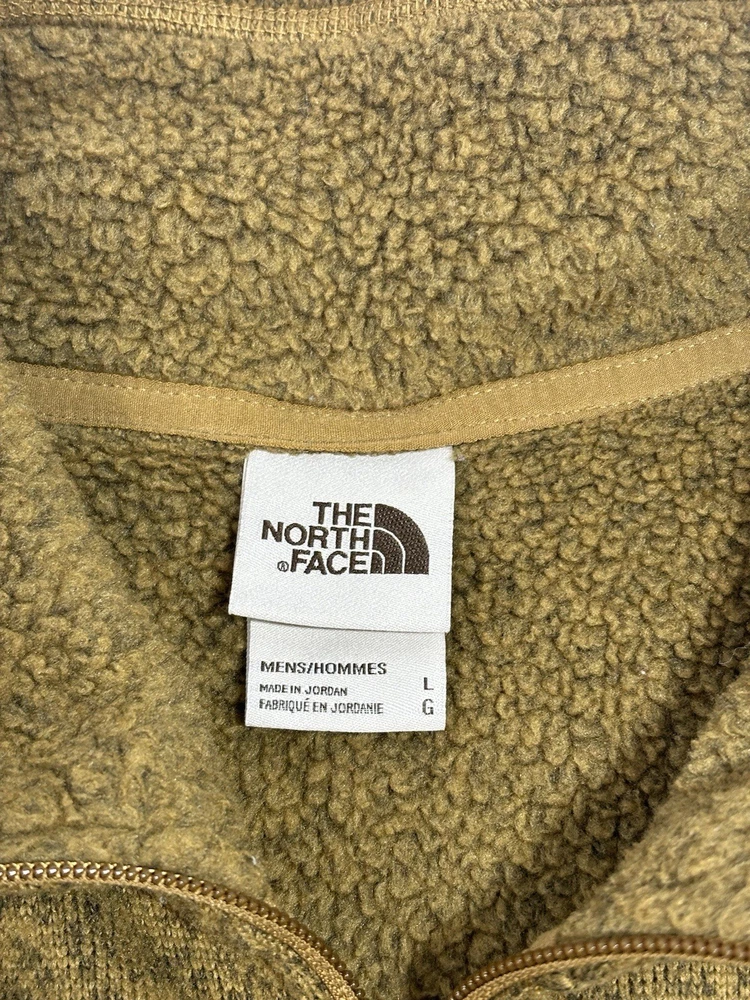 THE
NORTH
®FACE
MENS/HOMMES
MADE IN JORDAN L
FABRIQUÉ EN JORDANIE G